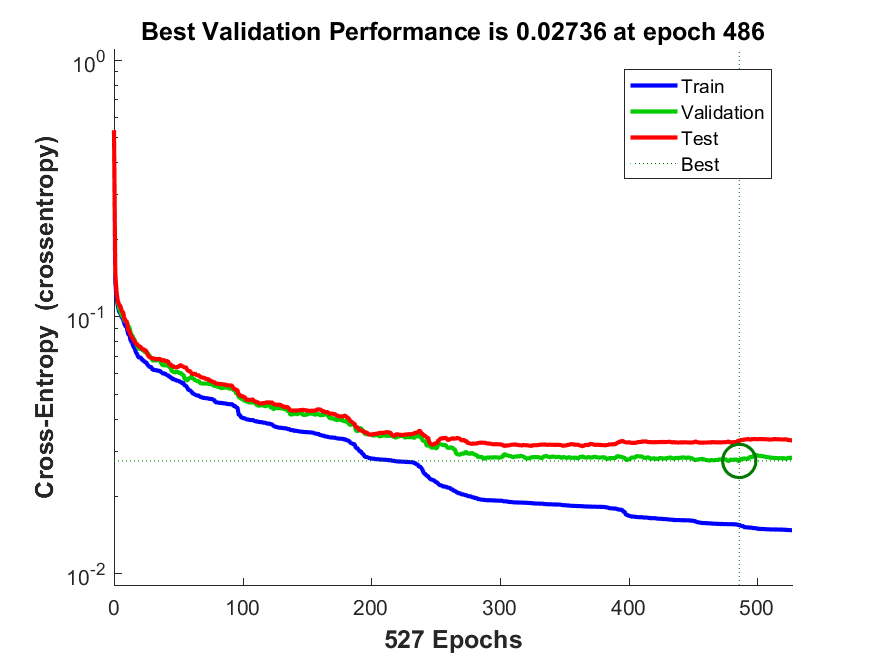 Best Validation Performance is 0.02736 at epoch 486
Cross-Entropy  (crossentropy)
10^0
10^-1
10^-2
Train
Validation
Test
Best
0 100 200 300 400 500
527 Epochs